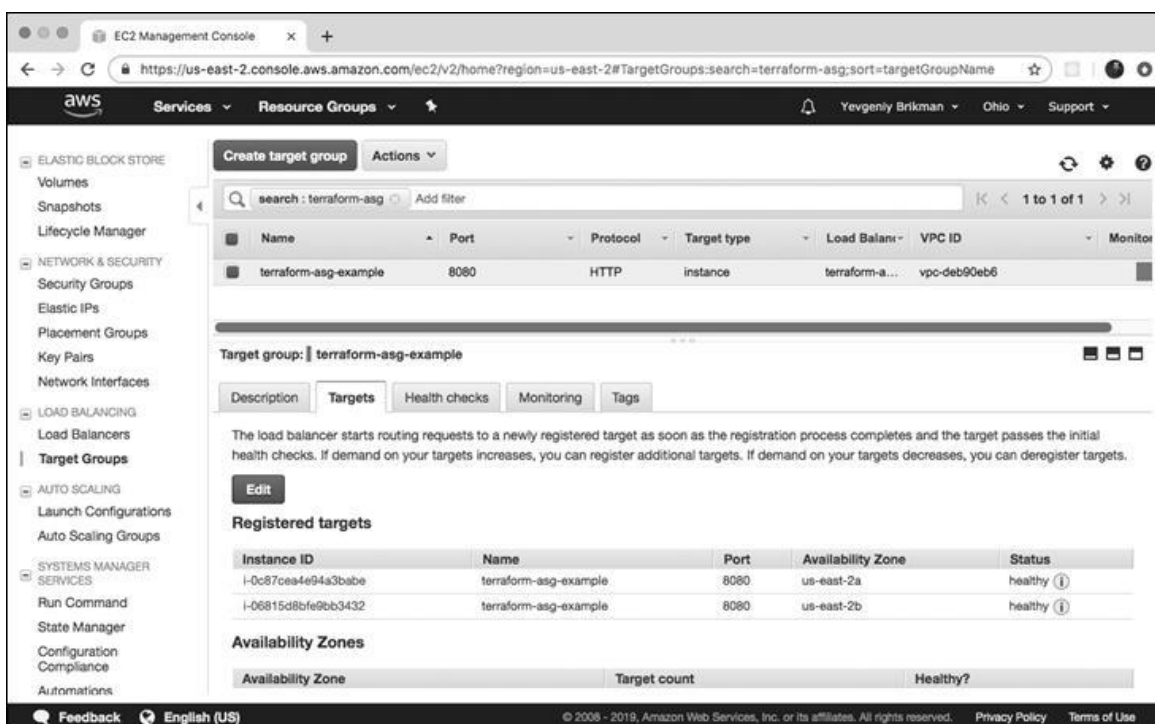 EC2 Management Console × +
https://us-east-2.console.aws.amazon.com/ec2/v2/home?region=us-east-2#TargetGroups:search=terraform-asg;sort=targetGroupName
aws Services Resource Groups Yevgeniy Brikman Ohio Support
ELASTIC BLOCK STORE
Volumes
Snapshots
Lifecycle Manager
NETWORK & SECURITY
Security Groups
Elastic IPs
Placement Groups
Key Pairs
Network Interfaces
LOAD BALANCING
Load Balancers
Target Groups
AUTO SCALING
Launch Configurations
Auto Scaling Groups
SYSTEMS MANAGER
SERVICES
Run Command
State Manager
Configuration
Compliance
Automations
Create target group Actions
search : terraform-asg Add filter 1 to 1 of 1
Name Port Protocol Target type Load Balan VPC ID Monitor
terraform-asg-example 8080 HTTP instance terraform-a... vpc-deb90eb6
Target group: terraform-asg-example
Description Targets Health checks Monitoring Tags
The load balancer starts routing requests to a newly registered target as soon as the registration process completes and the target passes the initial
health checks. If demand on your targets increases, you can register additional targets. If demand on your targets decreases, you can deregister targets.
Edit
Registered targets
Instance ID Name Port Availability Zone Status
i-0c87cea4e94a3babe terraform-asg-example 8080 us-east-2a healthy
i-06815d8bfe9bb3432 terraform-asg-example 8080 us-east-2b healthy
Availability Zones
Availability Zone Target count Healthy?
Feedback English (US) © 2008 - 2019, Amazon Web Services, Inc. or its affiliates. All rights reserved. Privacy Policy Terms of Use